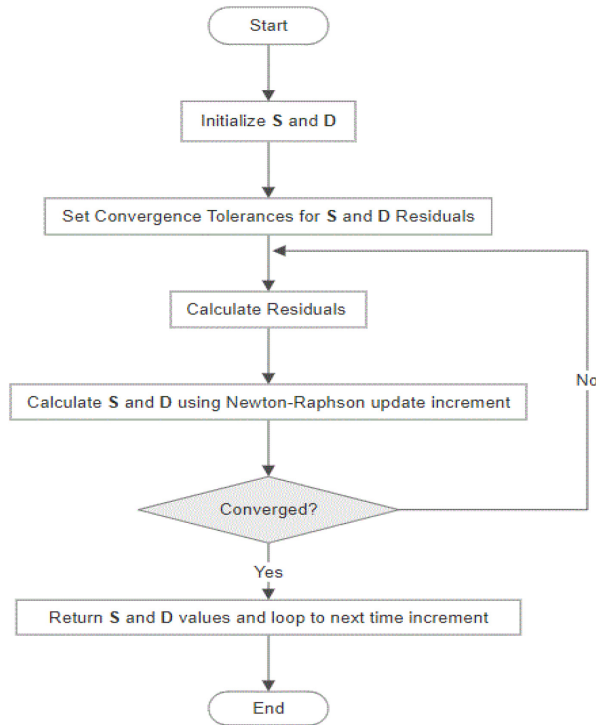 Start
Initialize S and D
Set Convergence Tolerances for S and D Residuals
Calculate Residuals
Calculate S and D using Newton-Raphson update increment
No
Converged?
Yes
Return S and D values and loop to next time increment
End